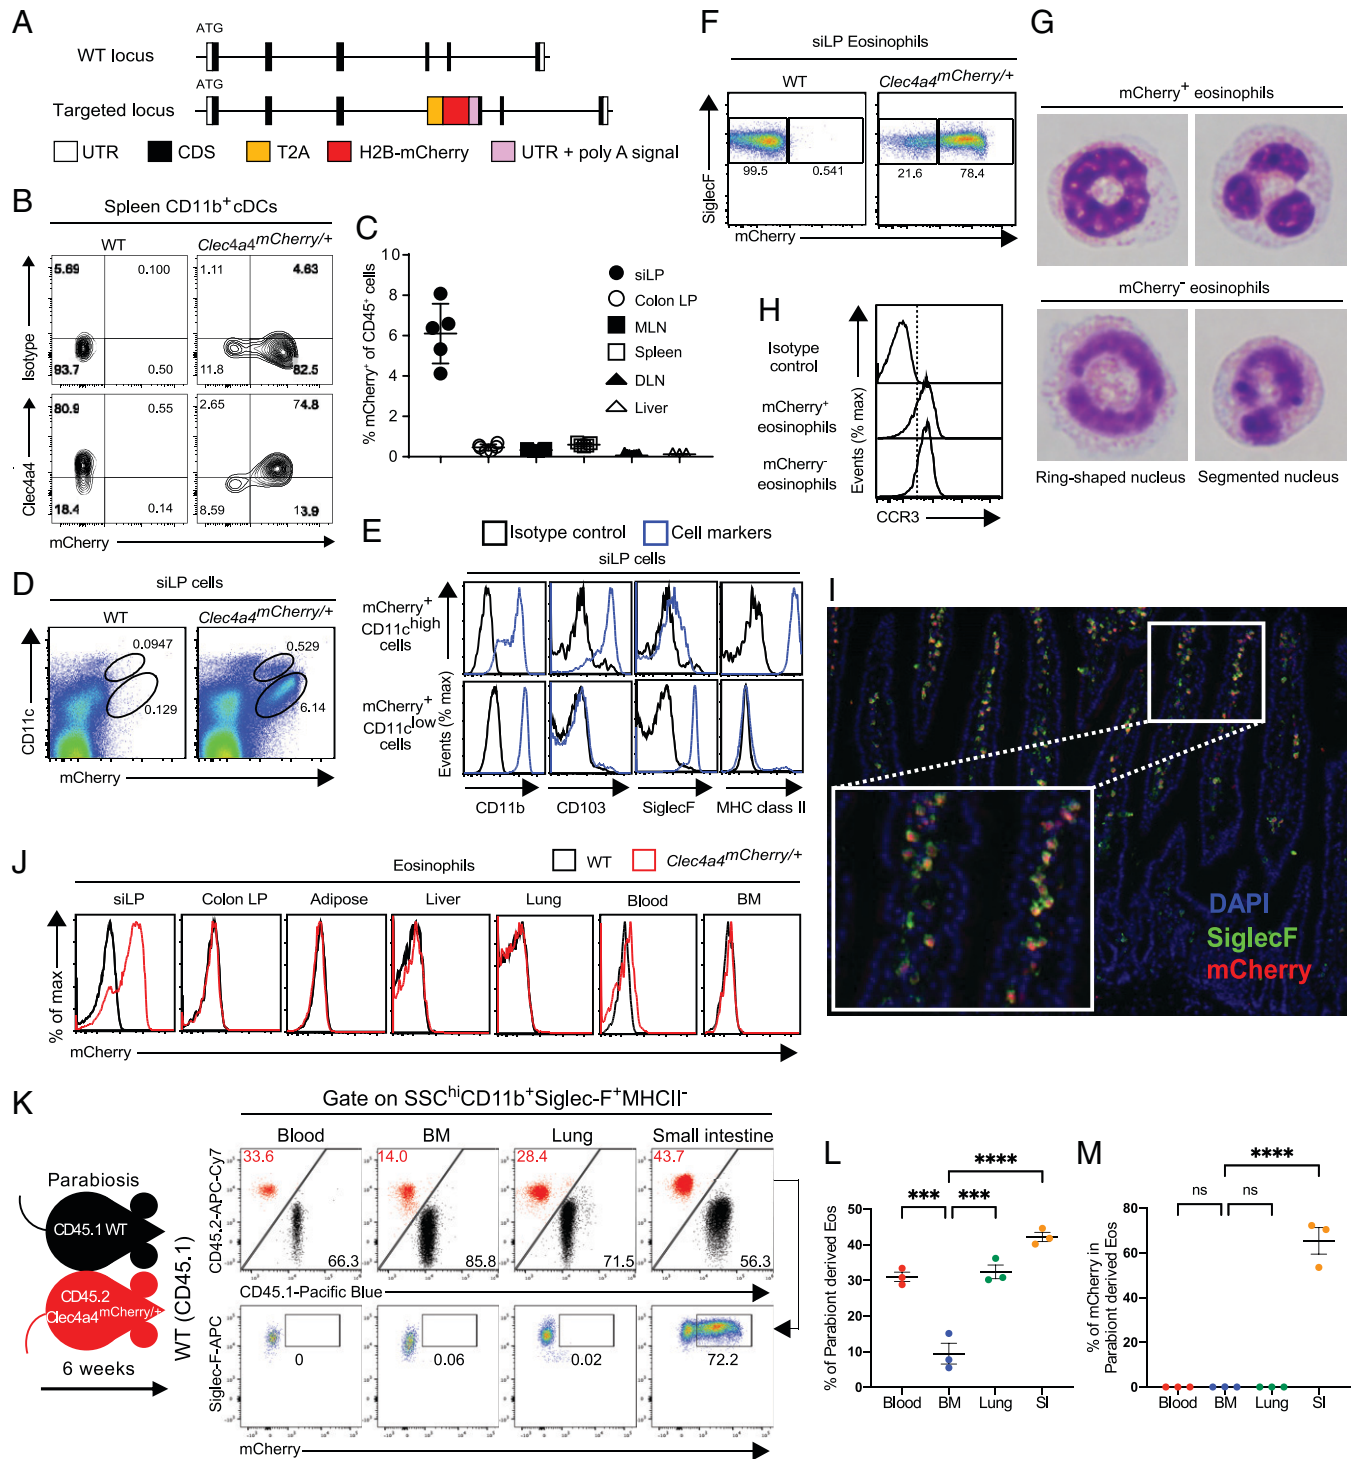 A
ATG
WT locus
ATG
Targeted locus
UTR CDS T2A H2B-mCherry UTR + poly A signal
B
Spleen CD11b+ cDCs
WT Clec4a4mCherry/+
5.69 0.100 1.11 4.63
93.7 0.50 11.8 82.5
Isotype
80.9 0.55 2.65 74.8
18.4 0.14 8.59 13.9
Clec4a4
mCherry
C
% mCherry+ of CD45+ cells
10
8
6
4
2
0
siLP
Colon LP
MLN
Spleen
DLN
Liver
D
siLP cells
WT Clec4a4mCherry/+
0.0947 0.529
0.129 6.14
CD11c
mCherry
E
Isotype control Cell markers
siLP cells
mCherry+
CD11chigh
cells
mCherry+
CD11clow
cells
Events (% max)
CD11b CD103 SiglecF MHC class II
F
siLP Eosinophils
WT Clec4a4mCherry/+
99.5 0.541 21.6 78.4
SiglecF
mCherry
G
mCherry+ eosinophils
mCherry- eosinophils
Ring-shaped nucleus Segmented nucleus
H
Isotype
control
mCherry+
eosinophils
mCherry-
eosinophils
Events (% max)
CCR3
I
DAPI
SiglecF
mCherry
J
Eosinophils WT Clec4a4mCherry/+
siLP Colon LP Adipose Liver Lung Blood BM
% of max
mCherry
K
Gate on SSChiCD11b+Siglec-F+MHCII-
Blood BM Lung Small intestine
Parabiosis
CD45.1 WT
CD45.2
Clec4a4mCherry/+
6 weeks
WT (CD45.1)
33.6 14.0 28.4 43.7
66.3 85.8 71.5 56.3
CD45.2-APC-Cy7
CD45.1-Pacific Blue
0 0.06 0.02 72.2
Siglec-F-APC
mCherry
L
**** 
*** ***
% of Parabiont derived Eos
50
40
30
20
10
0
Blood BM Lung SI
M
****
ns ns
% of mCherry in
Parabiont derived Eos
80
60
40
20
0
Blood BM Lung SI